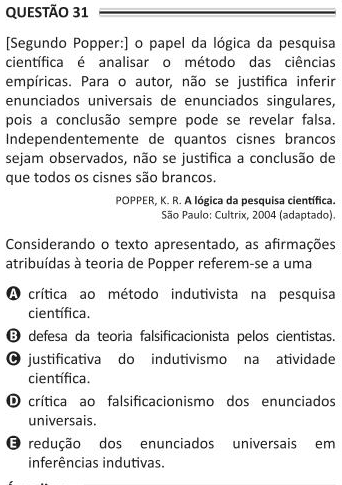 QUESTÃO 31
[Segundo Popper:] o papel da lógica da pesquisa
científica é analisar o método das ciências
empíricas. Para o autor, não se justifica inferir
enunciados universais de enunciados singulares,
pois a conclusão sempre pode se revelar falsa.
Independentemente de quantos cisnes brancos
sejam observados, não se justifica a conclusão de
que todos os cisnes são brancos.
POPPER, K. R. A lógica da pesquisa científica.
São Paulo: Cultrix, 2004 (adaptado).
Considerando o texto apresentado, as afirmações
atribuídas à teoria de Popper referem-se a uma
A crítica ao método indutivista na pesquisa
científica.
B defesa da teoria falsificacionista pelos cientistas.
C justificativa do indutivismo na atividade
científica.
D crítica ao falsificacionismo dos enunciados
universais.
E redução dos enunciados universais em
inferências indutivas.